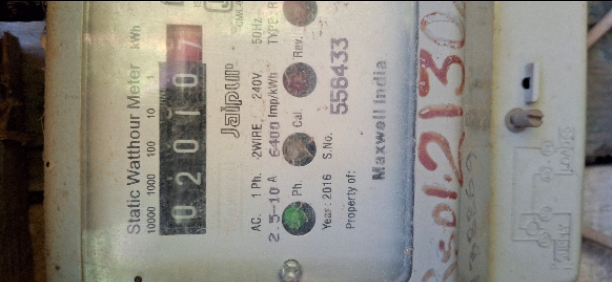 Static Watthour Meter kWh
10000 1000 100 10 1
0 2 0 1 0 7
Jaipur
AC. 1 Ph. 2WIRE, 240V. 50Hz.
2.5-10 A 6400 Imp/kWh TYPE:
Ph. Cal. Rev.
Year: 2016 S.No. 556433
Property of:
Maxwell India